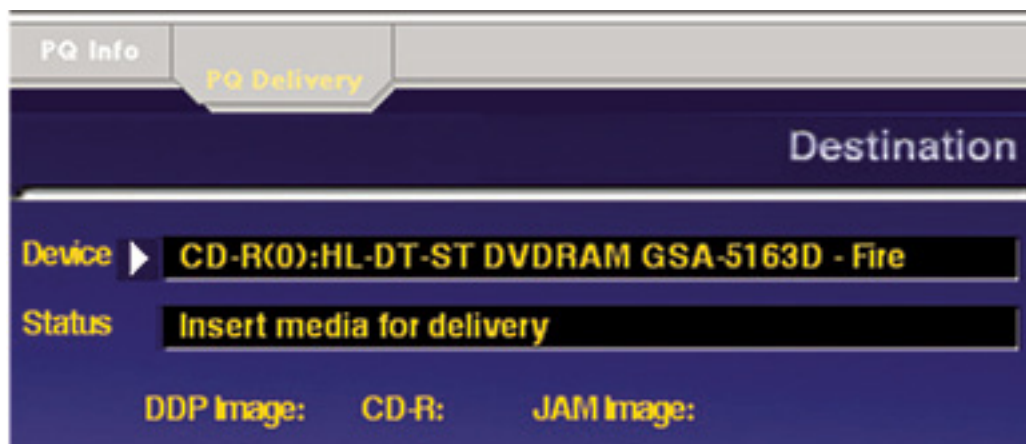 PQ Info
PQ Delivery
Destination
Device CD-R(0):HL-DT-ST DVDRAM GSA-5163D - Fire
Status Insert media for delivery
DDP Image: CD-R: JAM Image: